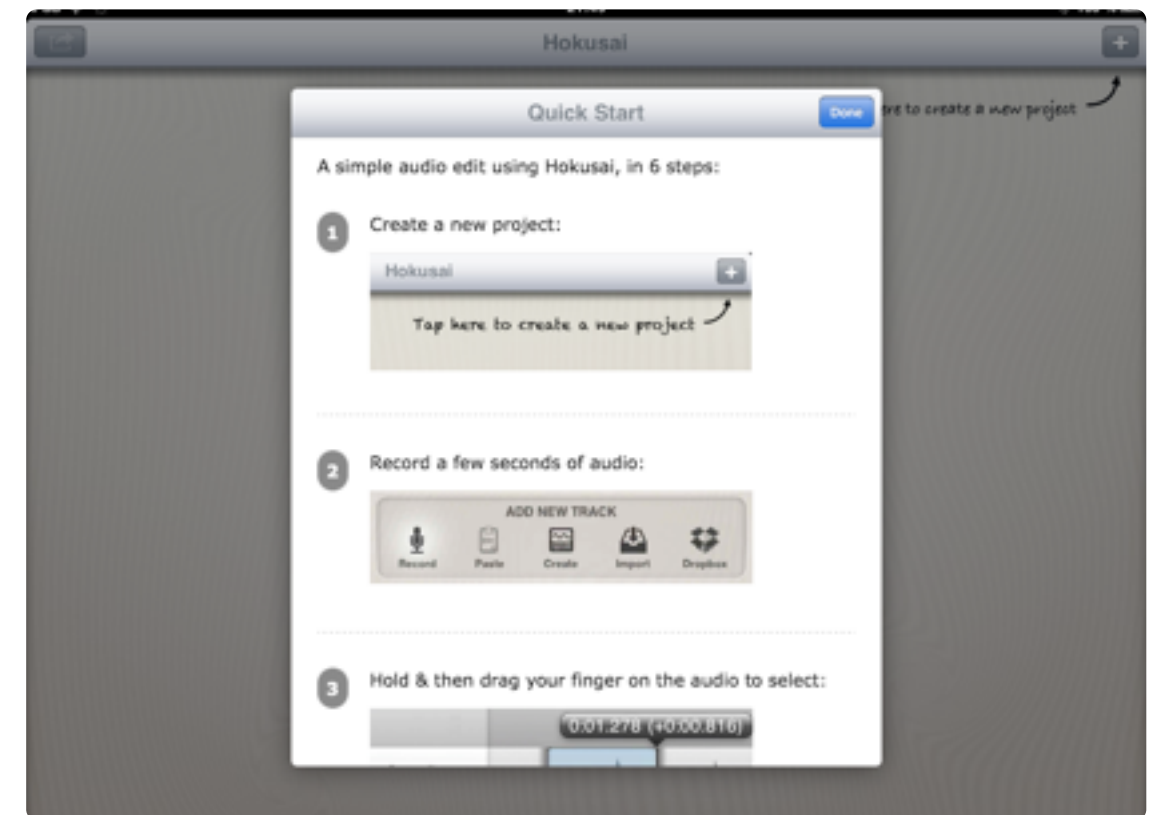 Hokusai
+
Quick Start
Done
ere to create a new project
A simple audio edit using Hokusai, in 6 steps:
1
Create a new project:
Hokusai
+
Tap here to create a new project
2
Record a few seconds of audio:
ADD NEW TRACK
Record Paste Create Import Dropbox
3
Hold & then drag your finger on the audio to select:
0:01.278 (+0:00.816)